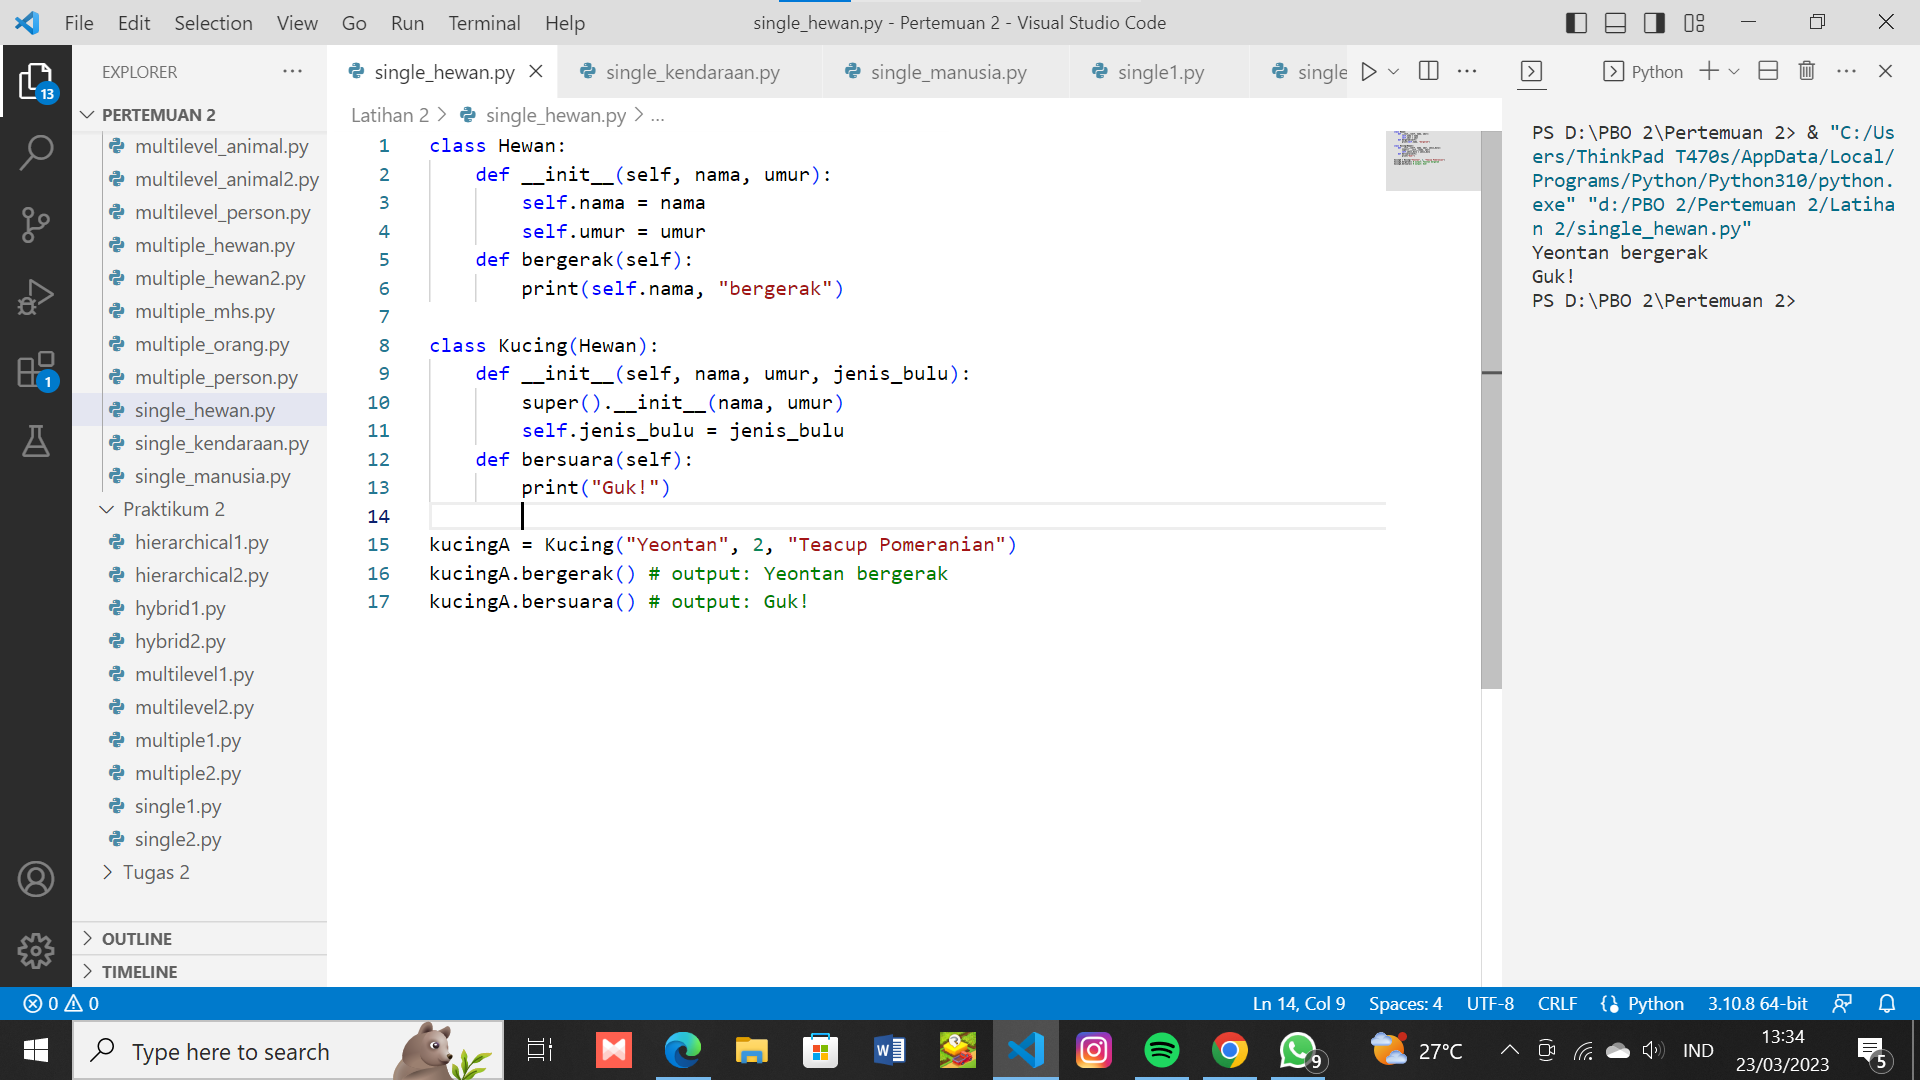 File Edit Selection View Go Run Terminal Help
single_hewan.py - Pertemuan 2 - Visual Studio Code
13
1
EXPLORER
PERTEMUAN 2
multilevel_animal.py
multilevel_animal2.py
multilevel_person.py
multiple_hewan.py
multiple_hewan2.py
multiple_mhs.py
multiple_orang.py
multiple_person.py
single_hewan.py
single_kendaraan.py
single_manusia.py
Praktikum 2
hierarchical1.py
hierarchical2.py
hybrid1.py
hybrid2.py
multilevel1.py
multilevel2.py
multiple1.py
multiple2.py
single1.py
single2.py
Tugas 2
OUTLINE
TIMELINE
single_hewan.py single_kendaraan.py single_manusia.py single1.py single
Latihan 2 > single_hewan.py > ...
1 class Hewan:
2 def __init__(self, nama, umur):
3 self.nama = nama
4 self.umur = umur
5 def bergerak(self):
6 print(self.nama, "bergerak")
7
8 class Kucing(Hewan):
9 def __init__(self, nama, umur, jenis_bulu):
10 super().__init__(nama, umur)
11 self.jenis_bulu = jenis_bulu
12 def bersuara(self):
13 print("Guk!")
14
15 kucingA = Kucing("Yeontan", 2, "Teacup Pomeranian")
16 kucingA.bergerak() # output: Yeontan bergerak
17 kucingA.bersuara() # output: Guk!
Python
PS D:\PBO 2\Pertemuan 2> & "C:/Us
ers/ThinkPad T470s/AppData/Local/
Programs/Python/Python310/python.
exe" "d:/PBO 2/Pertemuan 2/Latiha
n 2/single_hewan.py"
Yeontan bergerak
Guk!
PS D:\PBO 2\Pertemuan 2>
0 0
Ln 14, Col 9 Spaces: 4 UTF-8 CRLF Python 3.10.8 64-bit
Type here to search
9
27°C
IND
13:34
23/03/2023
5